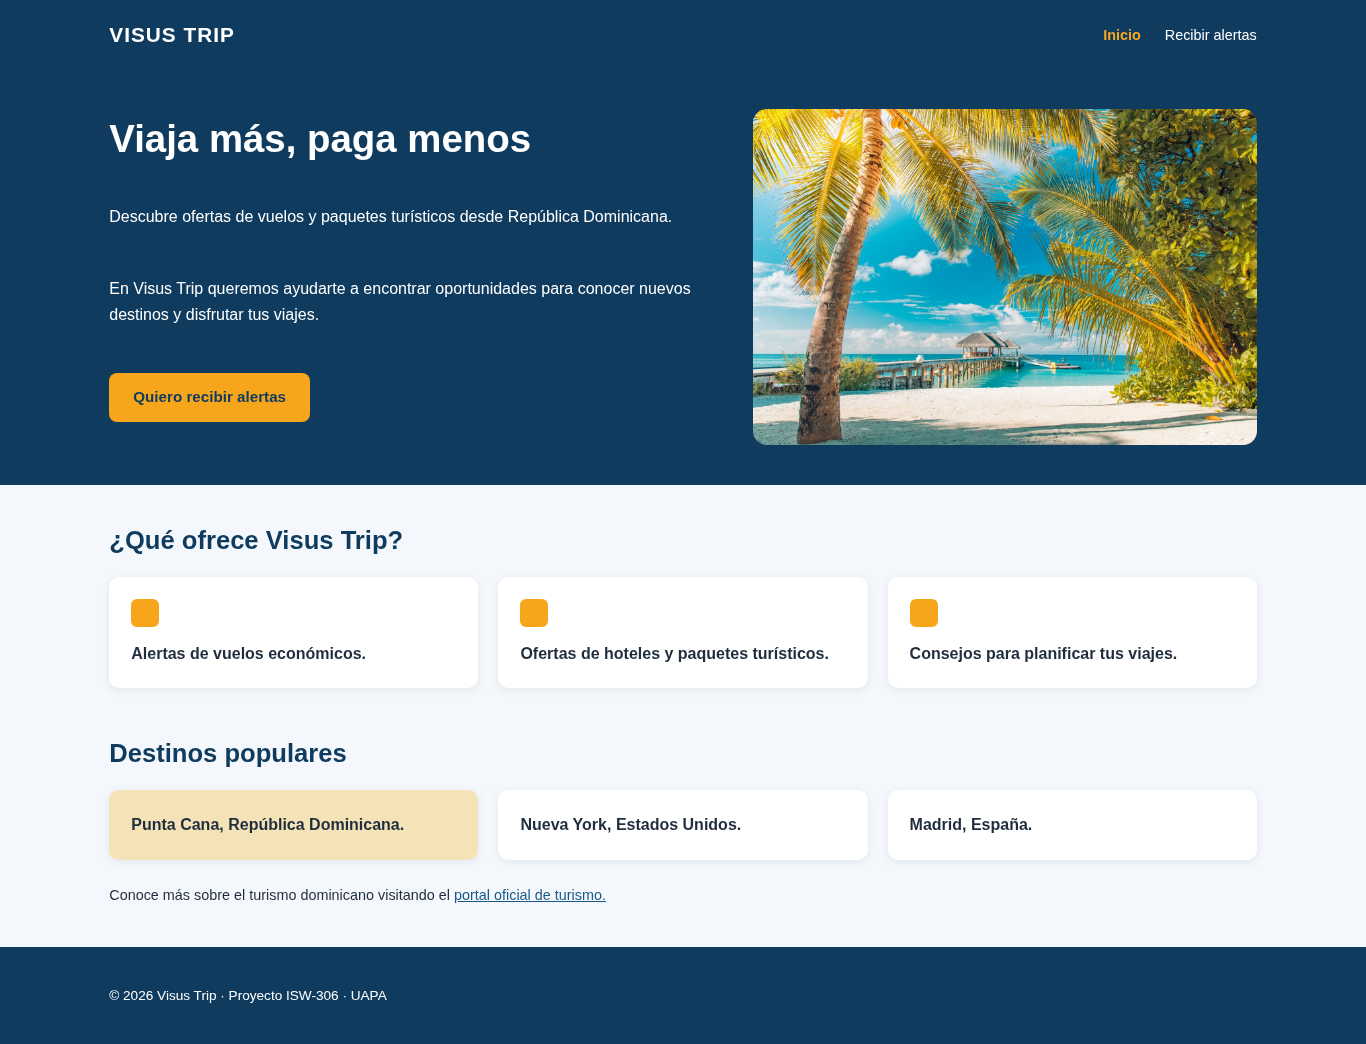 VISUS TRIP
Inicio
Recibir alertas
Viaja más, paga menos
Descubre ofertas de vuelos y paquetes turísticos desde República Dominicana.
En Visus Trip queremos ayudarte a encontrar oportunidades para conocer nuevos
destinos y disfrutar tus viajes.
Quiero recibir alertas
¿Qué ofrece Visus Trip?
Alertas de vuelos económicos.
Ofertas de hoteles y paquetes turísticos.
Consejos para planificar tus viajes.
Destinos populares
Punta Cana, República Dominicana.
Nueva York, Estados Unidos.
Madrid, España.
Conoce más sobre el turismo dominicano visitando el portal oficial de turismo.
© 2026 Visus Trip · Proyecto ISW-306 · UAPA